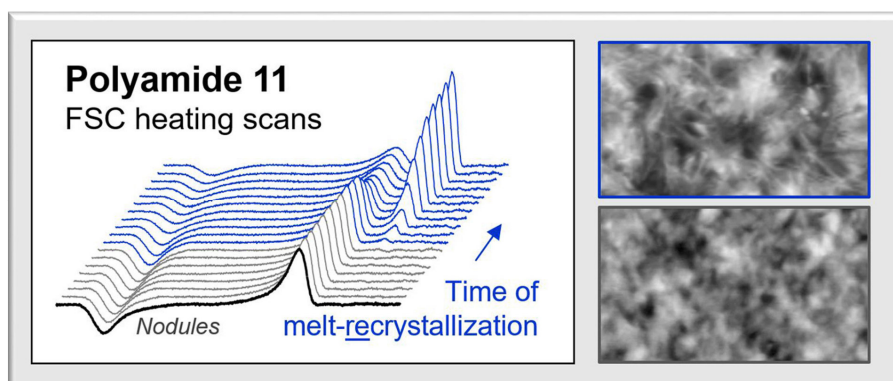 Polyamide 11
FSC heating scans
Nodules
Time of
melt-recrystallization